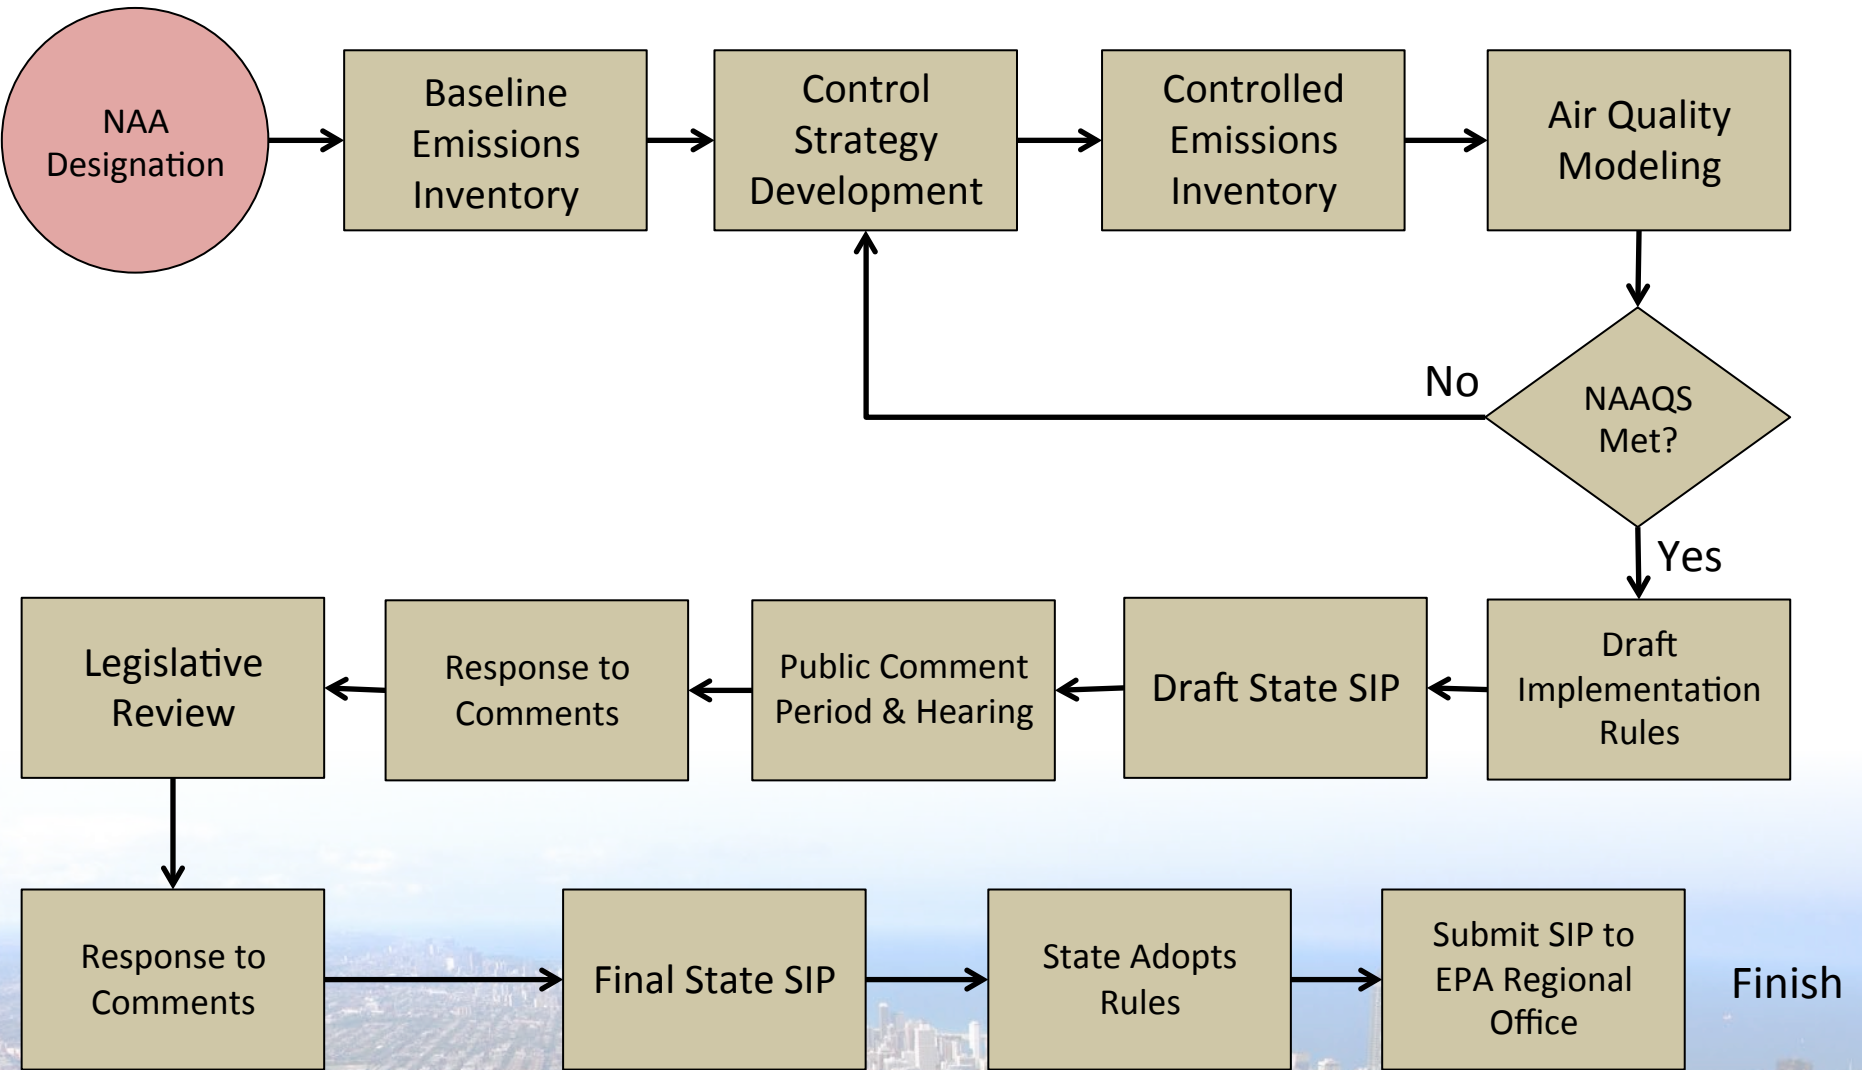 NAA
Designation
Baseline
Emissions
Inventory
Control
Strategy
Development
Controlled
Emissions
Inventory
Air Quality
Modeling
No
NAAQS
Met?
Yes
Draft
Implementation
Rules
Draft State SIP
Public Comment
Period & Hearing
Response to
Comments
Legislative
Review
Response to
Comments
Final State SIP
State Adopts
Rules
Submit SIP to
EPA Regional
Office
Finish